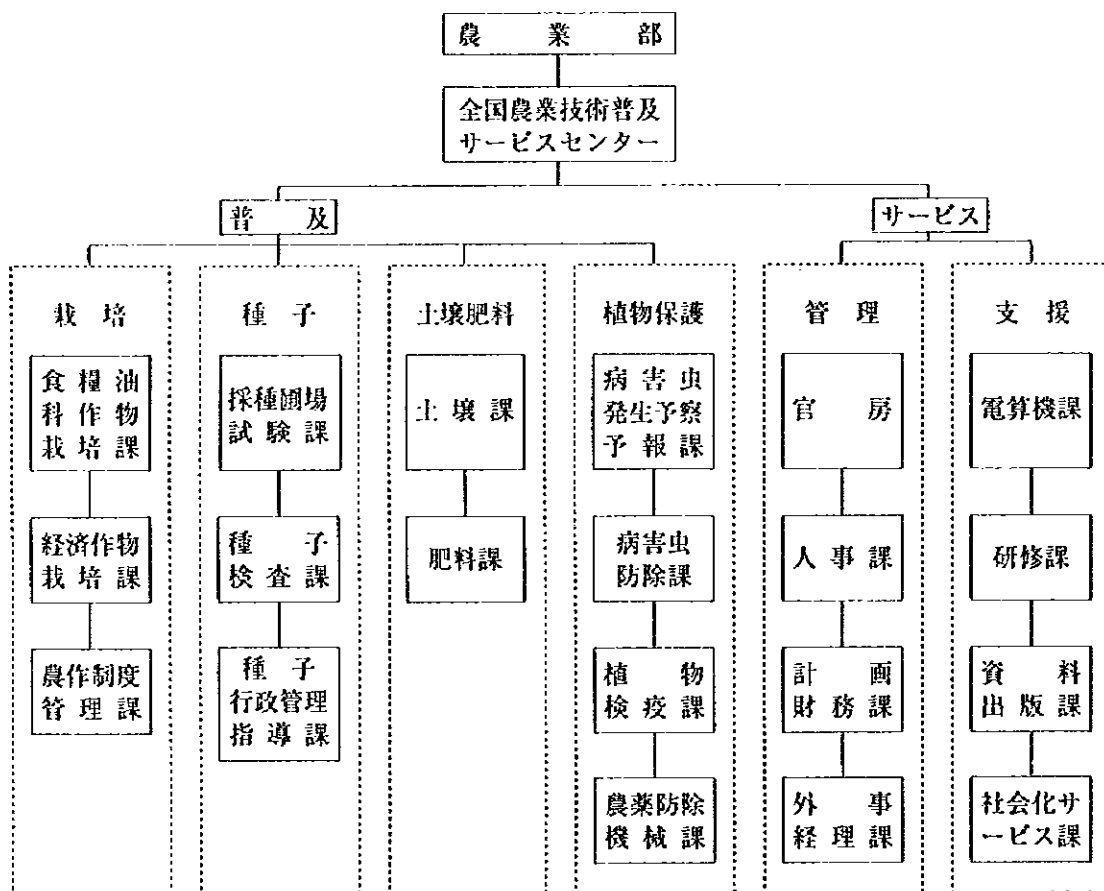 農業部
全国農業技術普及
サービスセンター
普及
サービス
栽培
食糧油
科作物
栽培課
経済作物
栽培課
農作制度
管理課
種子
採種圃場
試験課
種子
検査課
種子
行政管理
指導課
土壌肥料
土壌課
肥料課
植物保護
病害虫
発生予察
予報課
病害虫
防除課
植物
検疫課
農薬防除
機械課
管理
官房
人事課
計画
財務課
外事
経理課
支援
電算機課
研修課
資料
出版課
社会化サ
ービス課